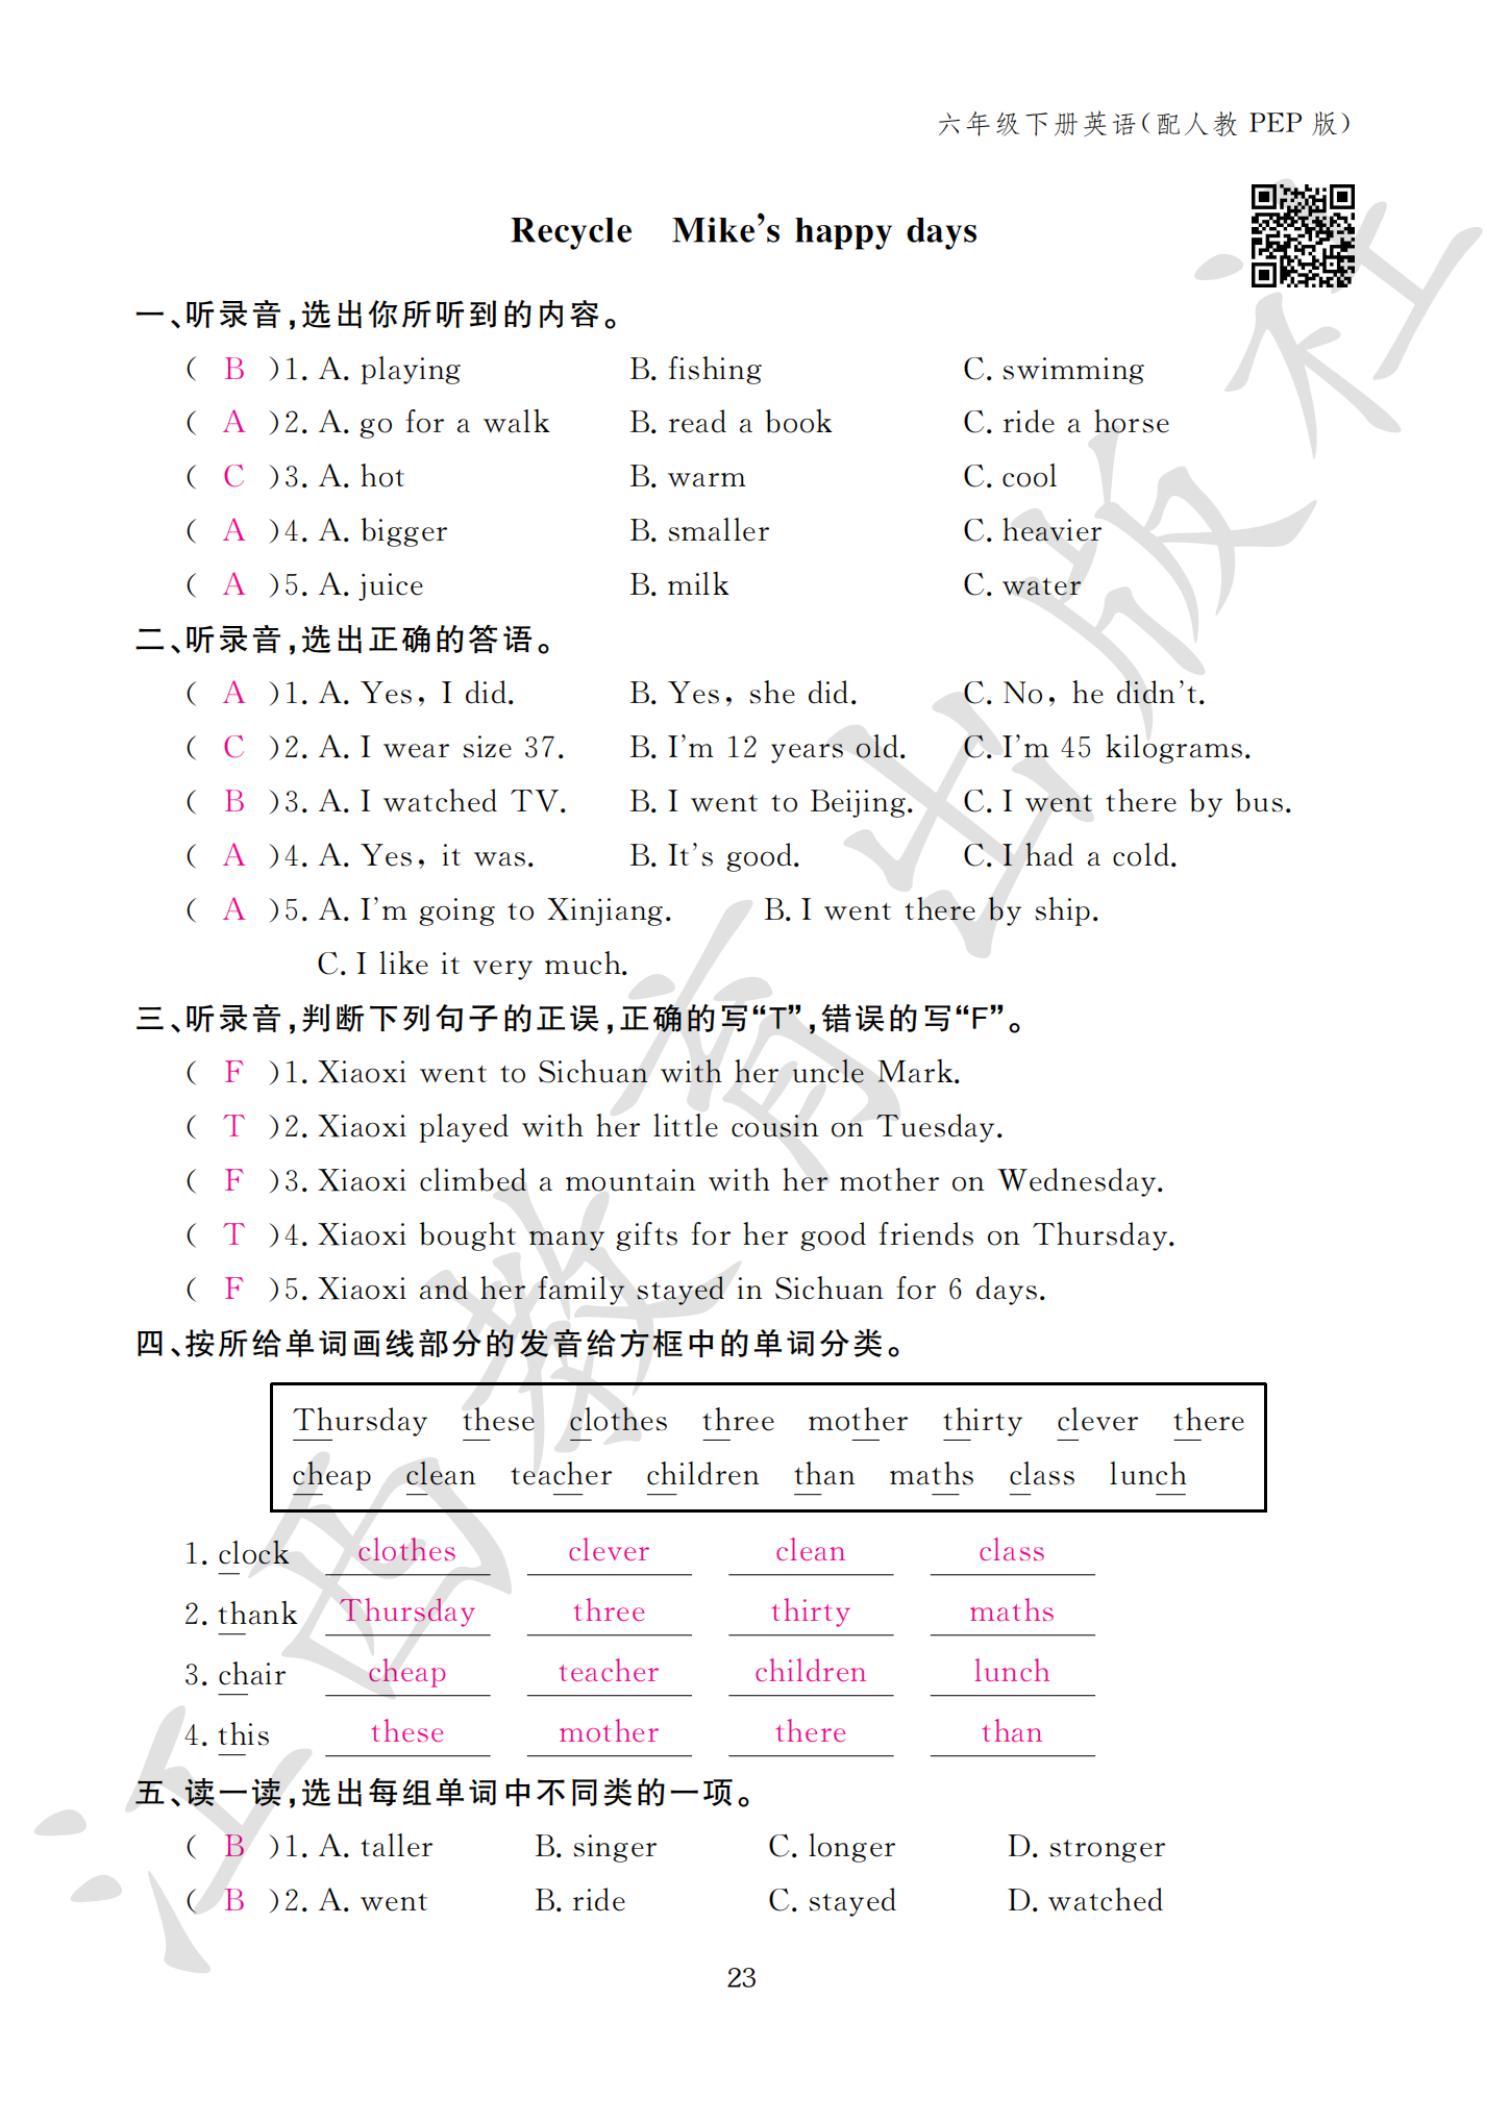 六年级下册英语(配人教 PEP 版)
Recycle Mike's happy days
一、听录音,选出你所听到的内容。
( B )1. A. playing B. fishing C. swimming
( A )2. A. go for a walk B. read a book C. ride a horse
( C )3. A. hot B. warm C. cool
( A )4. A. bigger B. smaller C. heavier
( A )5. A. juice B. milk C. water
二、听录音,选出正确的答语。
( A )1. A. Yes, I did. B. Yes, she did. C. No, he didn't.
( C )2. A. I wear size 37. B. I'm 12 years old. C. I'm 45 kilograms.
( B )3. A. I watched TV. B. I went to Beijing. C. I went there by bus.
( A )4. A. Yes, it was. B. It's good. C. I had a cold.
( A )5. A. I'm going to Xinjiang. B. I went there by ship.
C. I like it very much.
三、听录音,判断下列句子的正误,正确的写“T”,错误的写“F”。
( F )1. Xiaoxi went to Sichuan with her uncle Mark.
( T )2. Xiaoxi played with her little cousin on Tuesday.
( F )3. Xiaoxi climbed a mountain with her mother on Wednesday.
( T )4. Xiaoxi bought many gifts for her good friends on Thursday.
( F )5. Xiaoxi and her family stayed in Sichuan for 6 days.
四、按所给单词画线部分的发音给方框中的单词分类。
Thursday these clothes three mother thirty clever there
cheap clean teacher children than maths class lunch
1. clock clothes clever clean class
2. thank Thursday three thirty maths
3. chair cheap teacher children lunch
4. this these mother there than
五、读一读,选出每组单词中不同类的一项。
( B )1. A. taller B. singer C. longer D. stronger
( B )2. A. went B. ride C. stayed D. watched
23
江西教育出版社